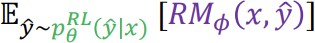 𝔼_{ŷ~p_θ^{RL}(ŷ|x)} [RM_ϕ(x, ŷ)]